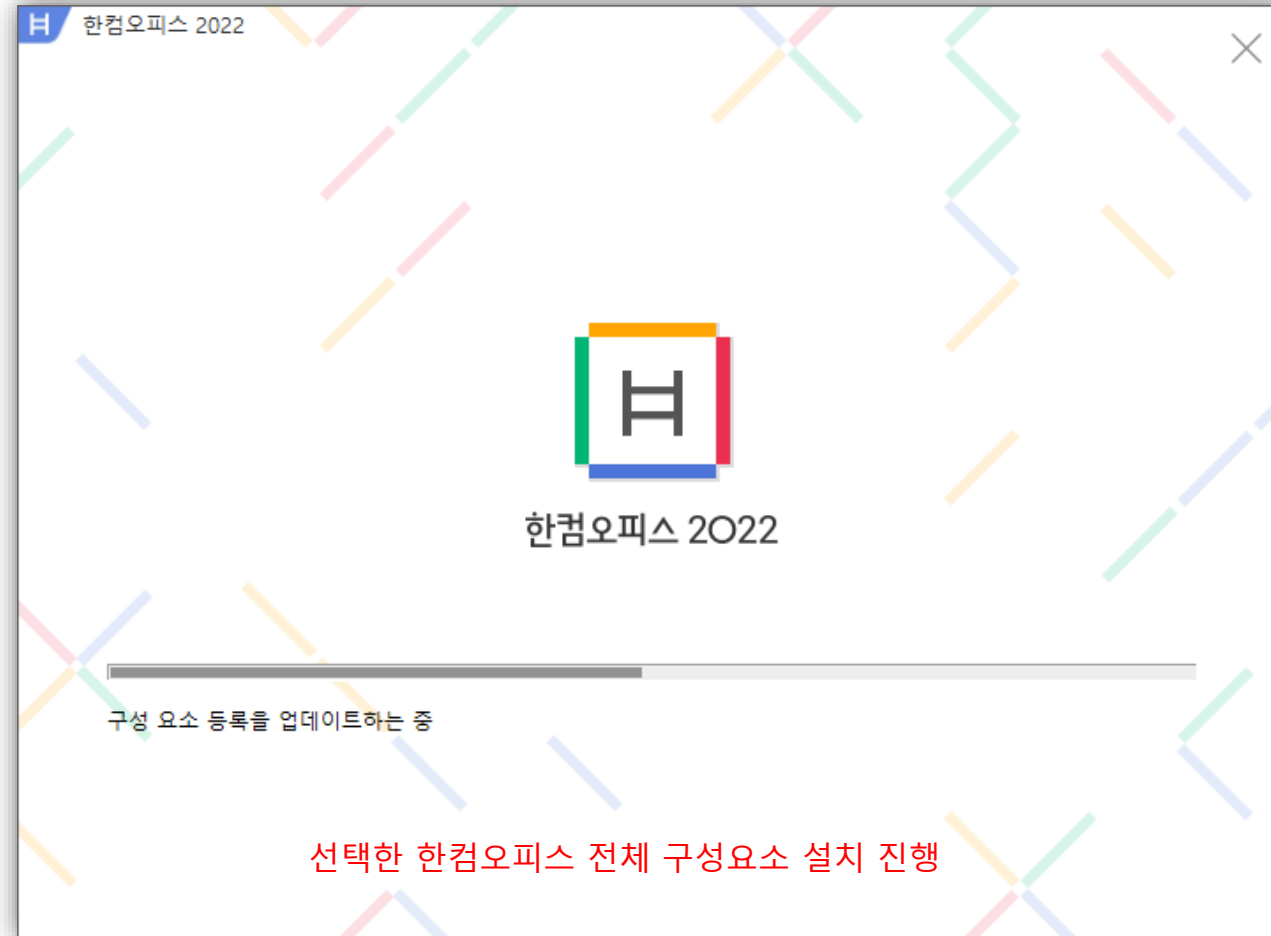 한컴오피스 2022
한컴오피스 2022
구성 요소 등록을 업데이트하는 중
선택한 한컴오피스 전체 구성요소 설치 진행